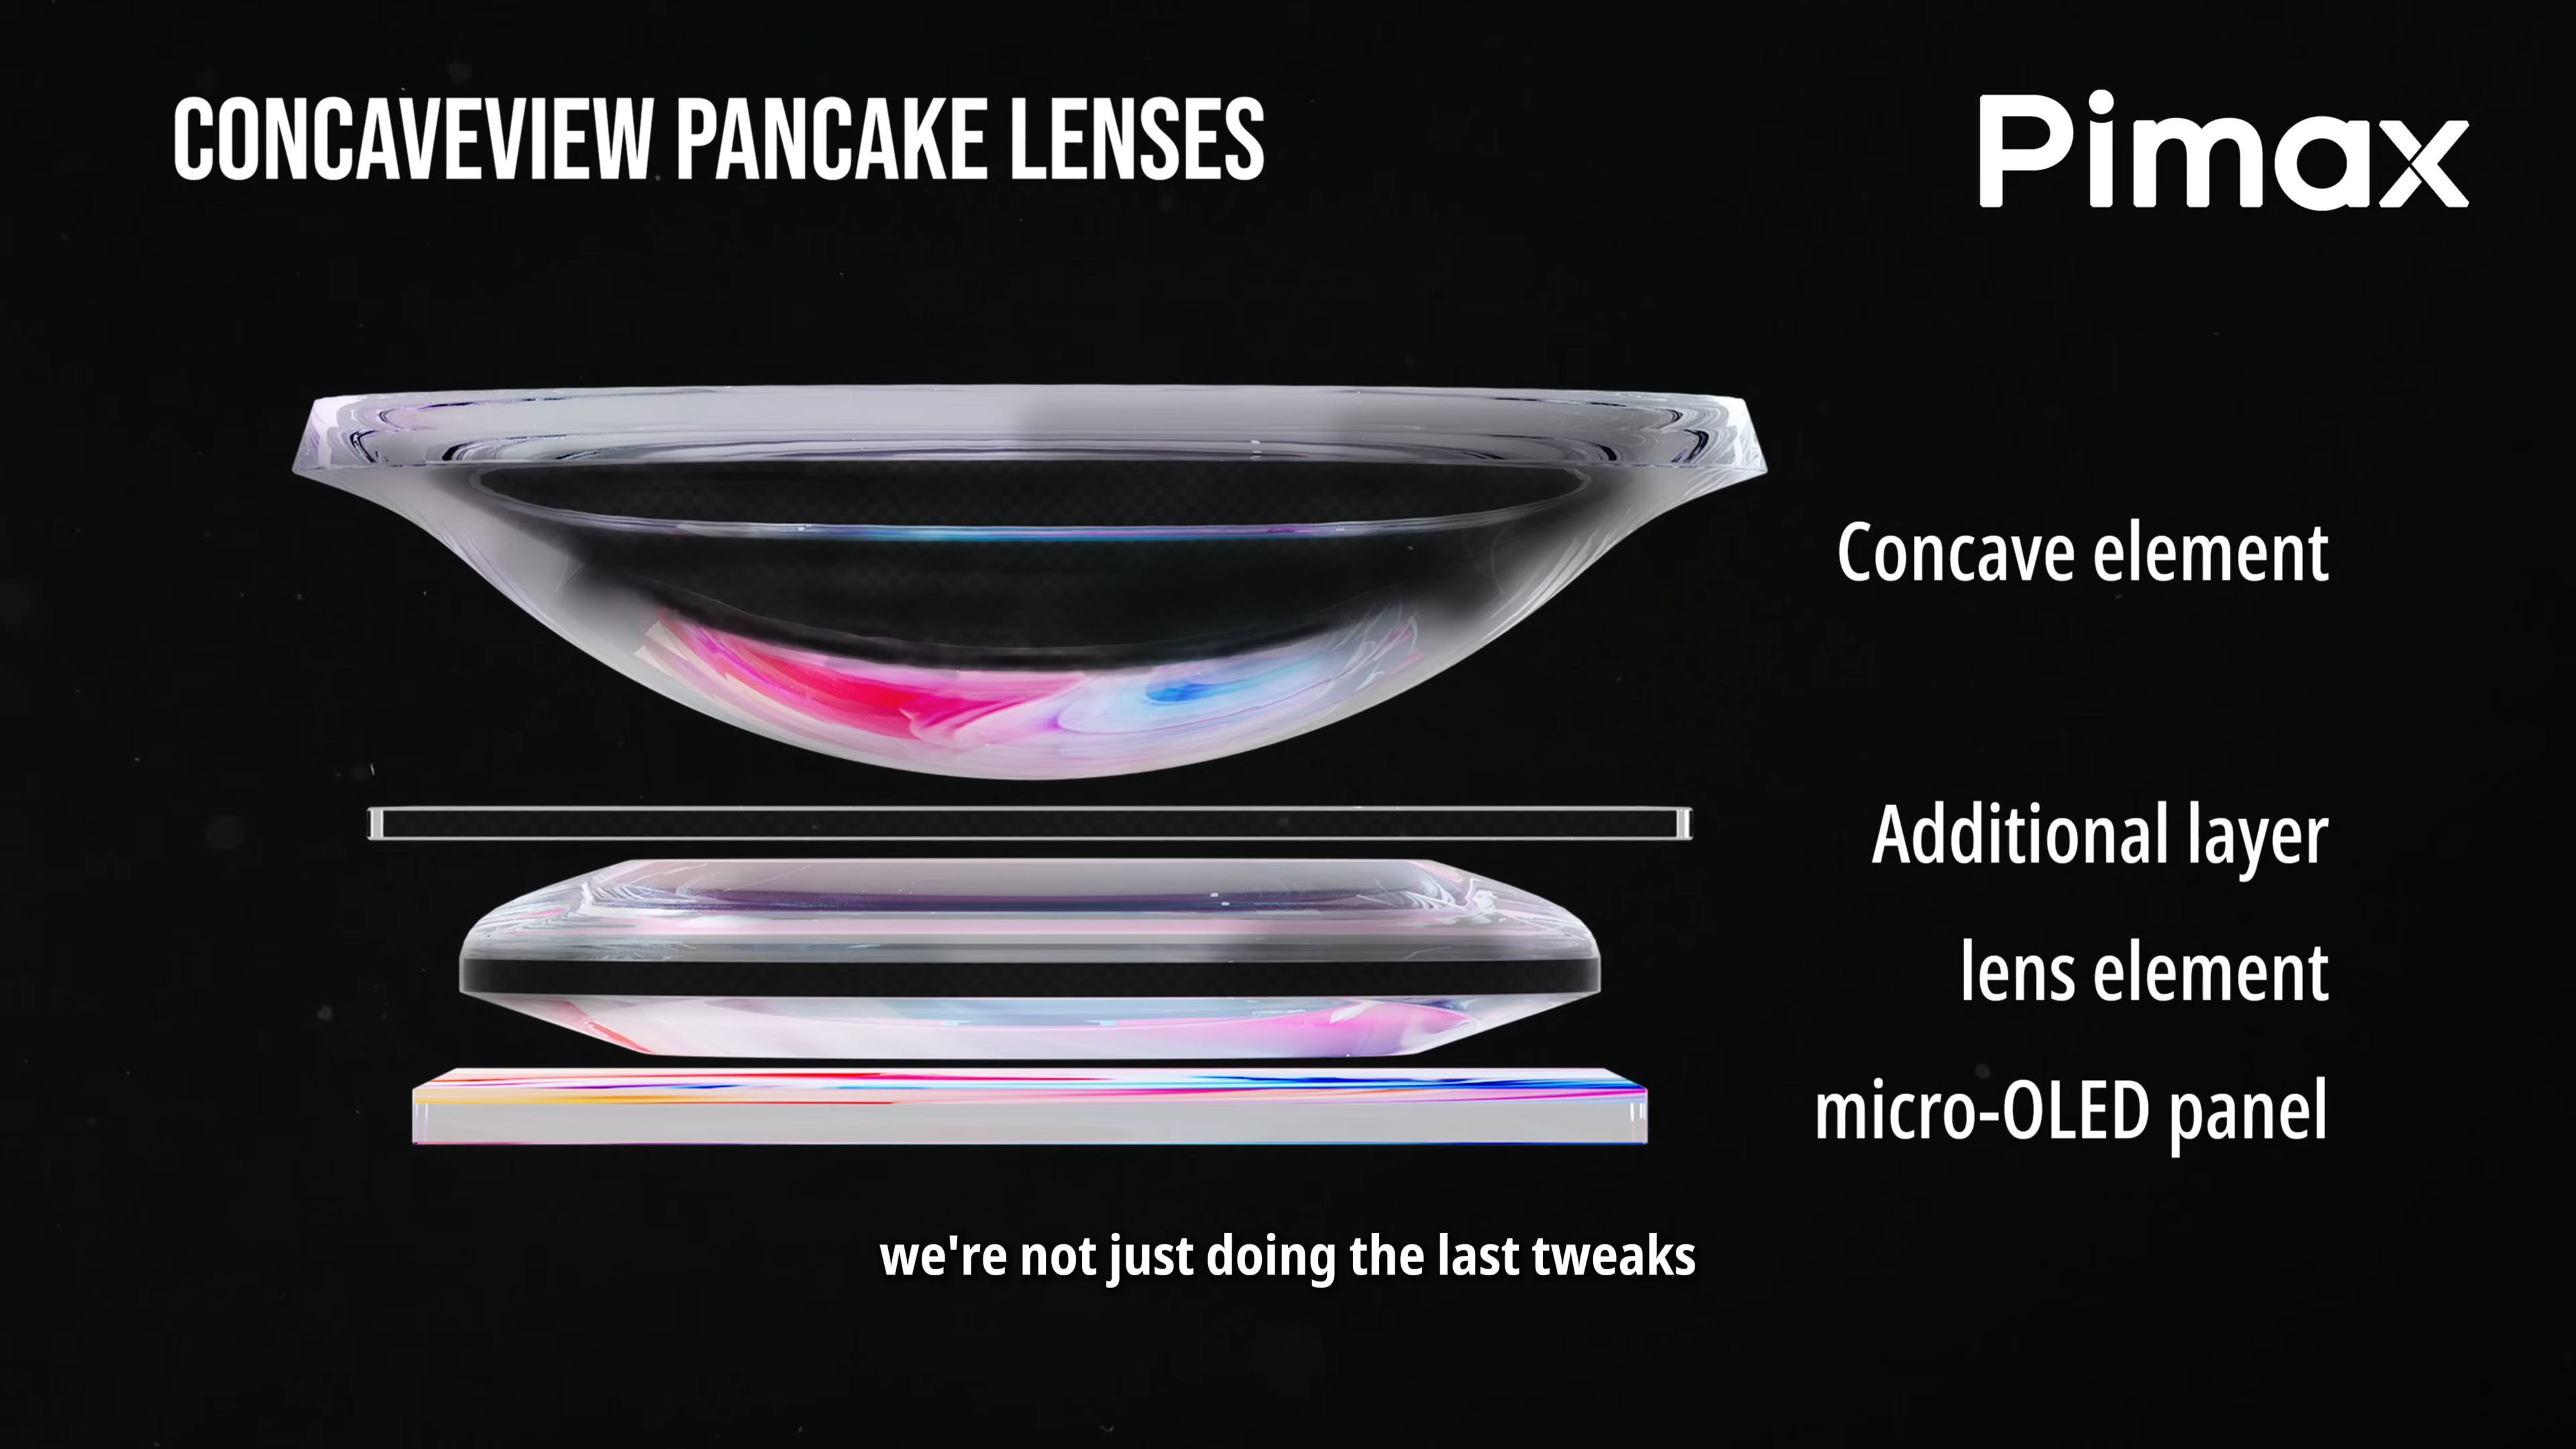 CONCAVEVIEW PANCAKE LENSES
Pimax
Concave element
Additional layer
lens element
micro-OLED panel
we're not just doing the last tweaks